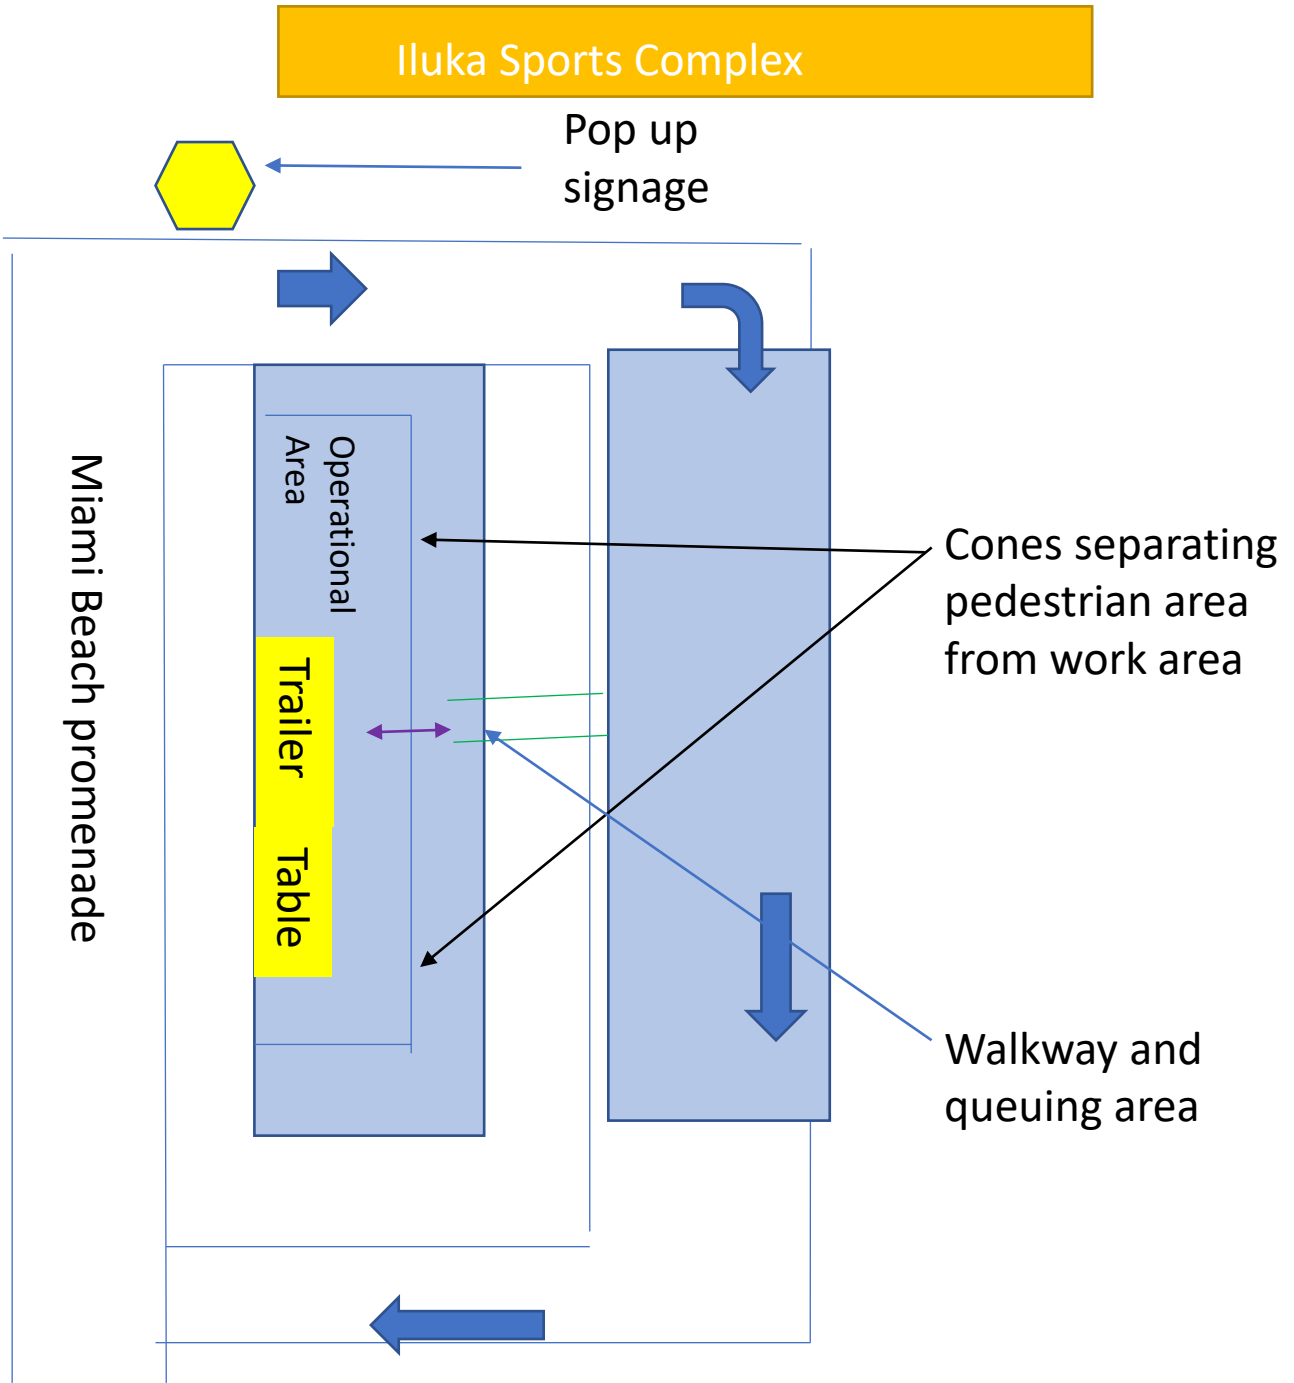 Iluka Sports Complex
Pop up
signage
Miami Beach promenade
Operational
Area
Trailer
Table
Cones separating
pedestrian area
from work area
Walkway and
queuing area